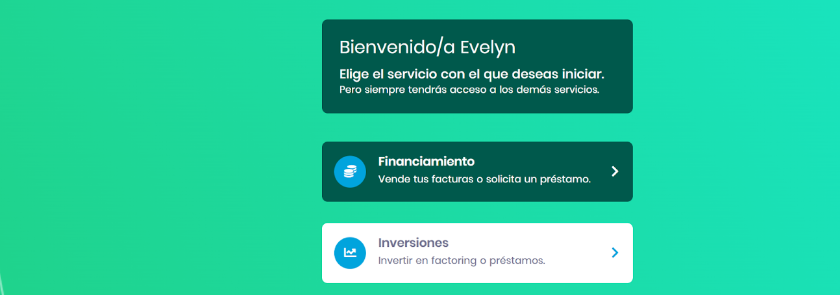 Bienvenido/a Evelyn
Elige el servicio con el que deseas iniciar.
Pero siempre tendrás acceso a los demás servicios.
Financiamiento
Vende tus facturas o solicita un préstamo.
Inversiones
Invertir en factoring o préstamos.